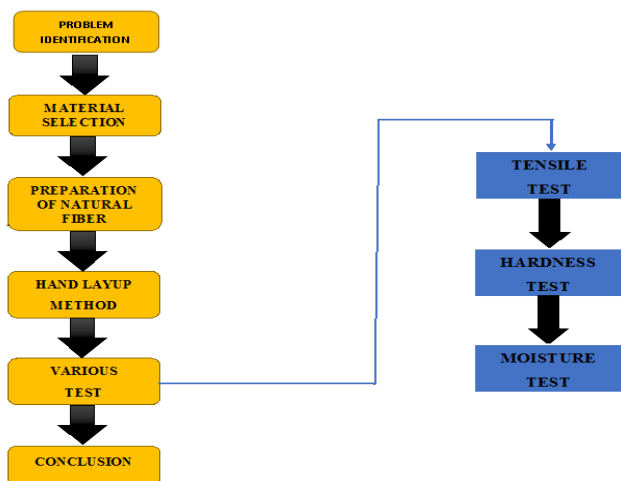 PROBLEM
IDENTIFICATION
MATERIAL
SELECTION
PREPARATION
OF NATURAL
FIBER
HAND LAYUP
METHOD
VARIOUS
TEST
CONCLUSION
TENSILE
TEST
HARDNESS
TEST
MOISTURE
TEST